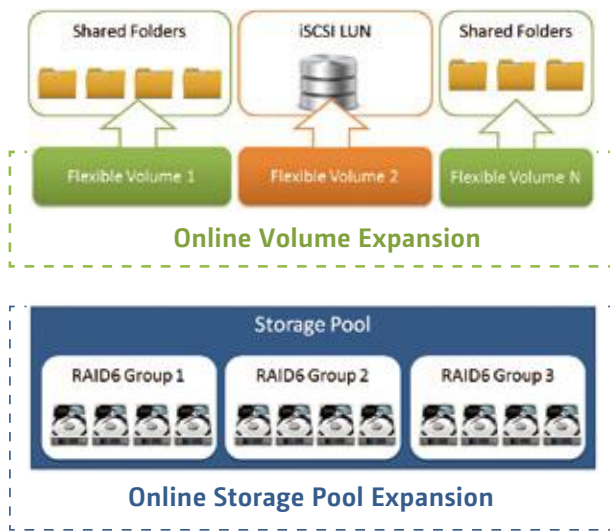 Shared Folders
iSCSI LUN
Shared Folders
Flexible Volume 1
Flexible Volume 2
Flexible Volume N
Online Volume Expansion
Storage Pool
RAID6 Group 1
RAID6 Group 2
RAID6 Group 3
Online Storage Pool Expansion